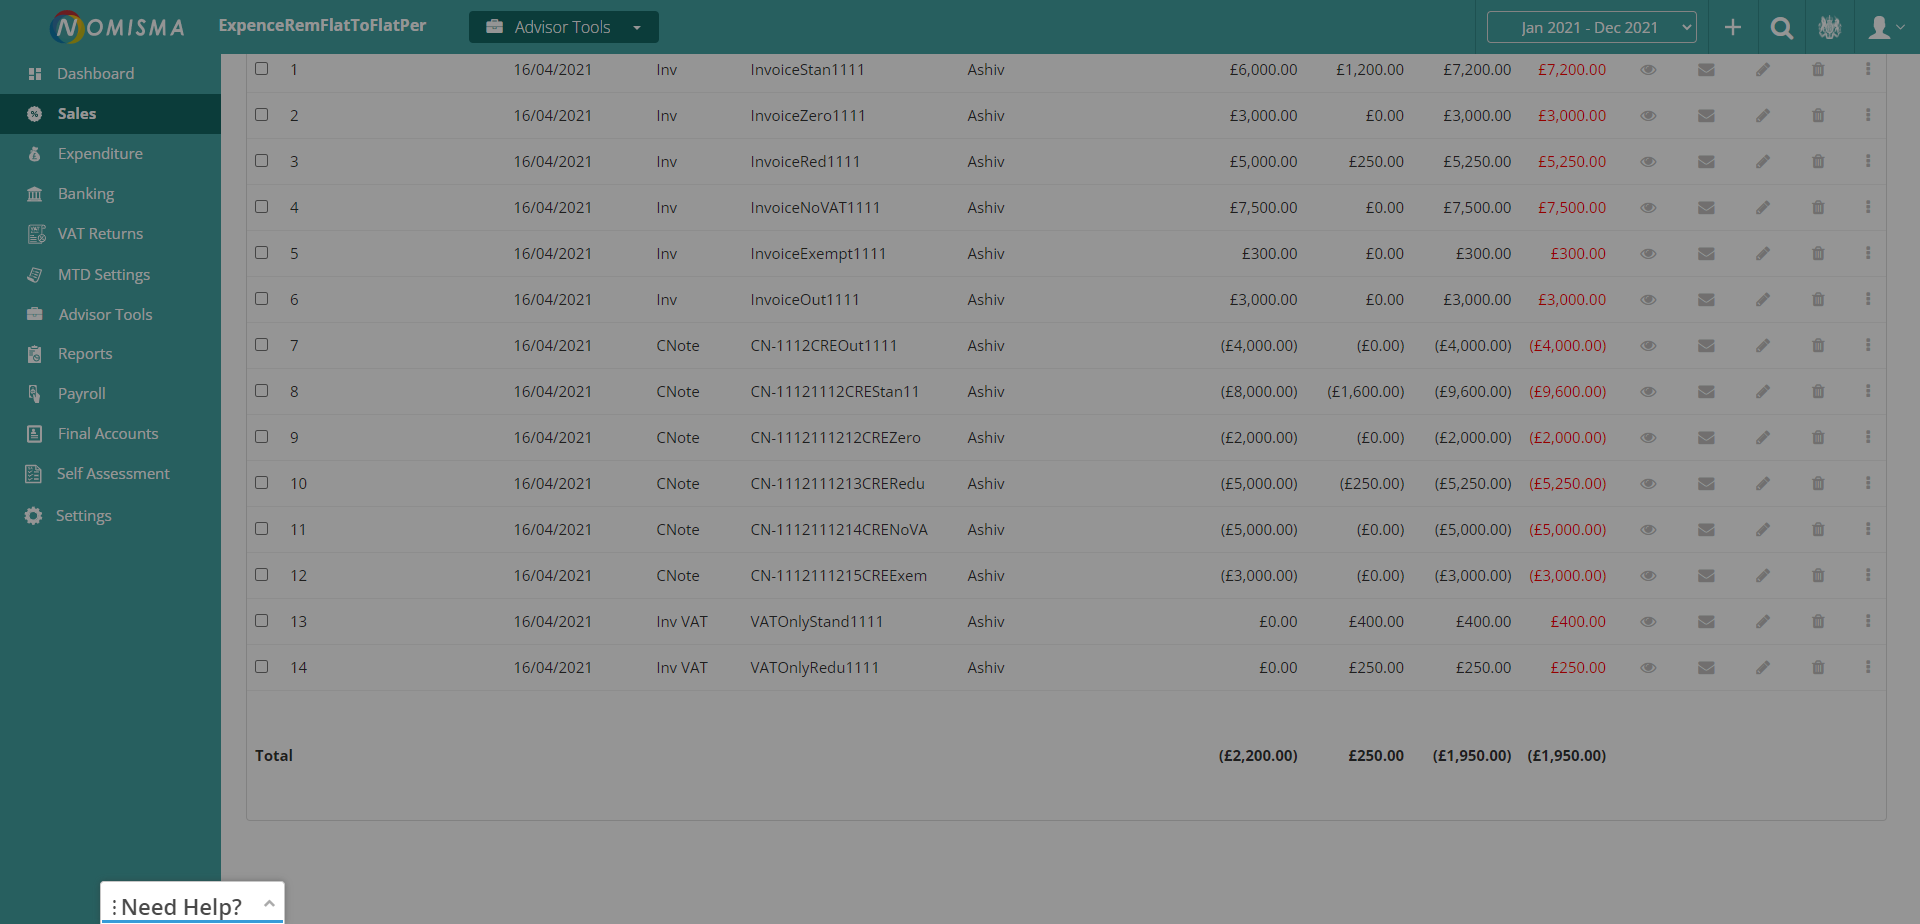 NOMISMA ExpenceRemFlatToFlatPer Advisor Tools Jan 2021 - Dec 2021
Dashboard
Sales
Expenditure
Banking
VAT Returns
MTD Settings
Advisor Tools
Reports
Payroll
Final Accounts
Self Assessment
Settings
1 16/04/2021 Inv InvoiceStan1111 Ashiv £6,000.00 £1,200.00 £7,200.00 £7,200.00
2 16/04/2021 Inv InvoiceZero1111 Ashiv £3,000.00 £0.00 £3,000.00 £3,000.00
3 16/04/2021 Inv InvoiceRed1111 Ashiv £5,000.00 £250.00 £5,250.00 £5,250.00
4 16/04/2021 Inv InvoiceNoVAT1111 Ashiv £7,500.00 £0.00 £7,500.00 £7,500.00
5 16/04/2021 Inv InvoiceExempt1111 Ashiv £300.00 £0.00 £300.00 £300.00
6 16/04/2021 Inv InvoiceOut1111 Ashiv £3,000.00 £0.00 £3,000.00 £3,000.00
7 16/04/2021 CNote CN-1112CREOut1111 Ashiv (£4,000.00) (£0.00) (£4,000.00) (£4,000.00)
8 16/04/2021 CNote CN-11121112CREStan11 Ashiv (£8,000.00) (£1,600.00) (£9,600.00) (£9,600.00)
9 16/04/2021 CNote CN-1112111212CREZero Ashiv (£2,000.00) (£0.00) (£2,000.00) (£2,000.00)
10 16/04/2021 CNote CN-1112111213CRERedu Ashiv (£5,000.00) (£250.00) (£5,250.00) (£5,250.00)
11 16/04/2021 CNote CN-1112111214CRENoVA Ashiv (£5,000.00) (£0.00) (£5,000.00) (£5,000.00)
12 16/04/2021 CNote CN-1112111215CREExem Ashiv (£3,000.00) (£0.00) (£3,000.00) (£3,000.00)
13 16/04/2021 Inv VAT VATOnlyStand1111 Ashiv £0.00 £400.00 £400.00 £400.00
14 16/04/2021 Inv VAT VATOnlyRedu1111 Ashiv £0.00 £250.00 £250.00 £250.00
Total (£2,200.00) £250.00 (£1,950.00) (£1,950.00)
Need Help?